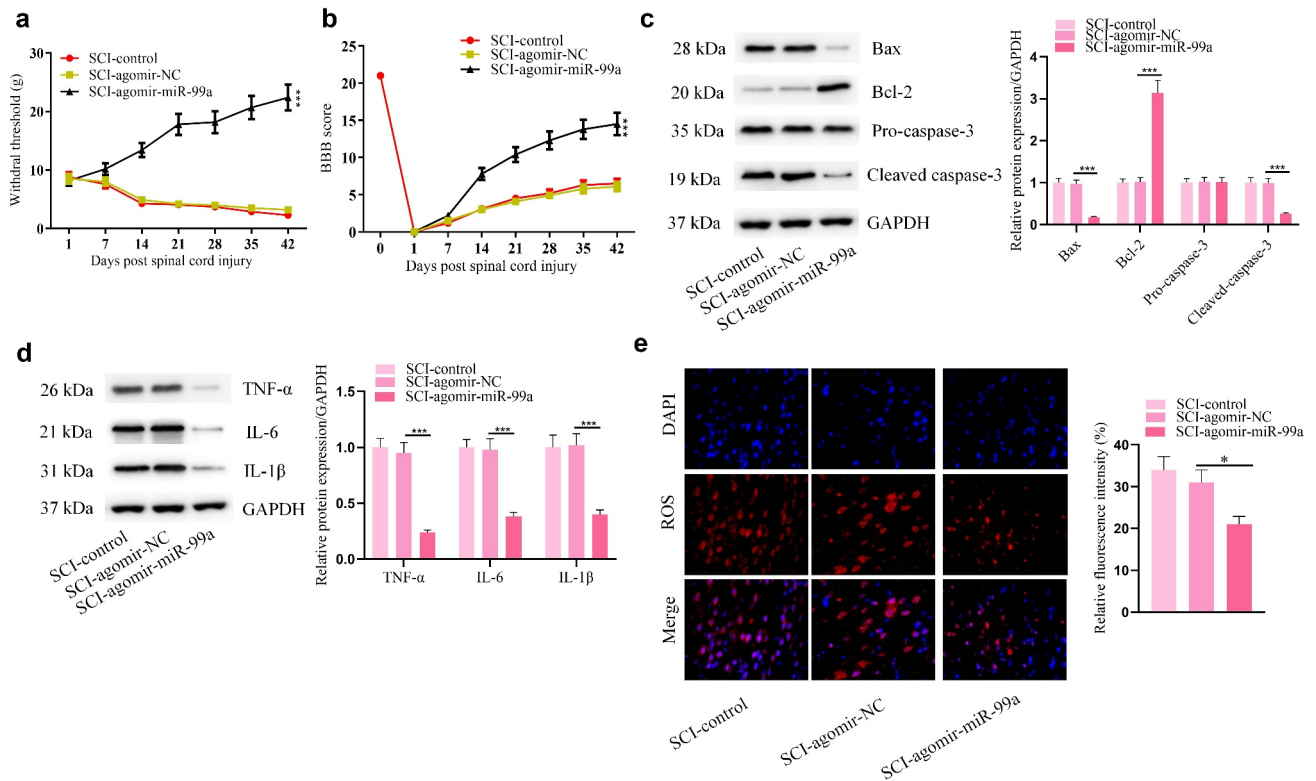 a
SCI-control
SCI-agomir-NC
SCI-agomir-miR-99a
Withdral threshold (g)
30
20
10
0
***
1 7 14 21 28 35 42
Days post spinal cord injury
b
SCI-control
SCI-agomir-NC
SCI-agomir-miR-99a
BBB score
25
20
15
10
5
0
***
0 1 7 14 21 28 35 42
Days post spinal cord injury
c
28 kDa Bax
20 kDa Bcl-2
35 kDa Pro-caspase-3
19 kDa Cleaved caspase-3
37 kDa GAPDH
SCI-control
SCI-agomir-NC
SCI-agomir-miR-99a
SCI-control
SCI-agomir-NC
SCI-agomir-miR-99a
Relative protein expression/GAPDH
4
3
2
1
0
*** *** ***
Bax
Bcl-2
Pro-caspase-3
Cleaved-caspase-3
d
26 kDa TNF-α
21 kDa IL-6
31 kDa IL-1β
37 kDa GAPDH
SCI-control
SCI-agomir-NC
SCI-agomir-miR-99a
SCI-control
SCI-agomir-NC
SCI-agomir-miR-99a
Relative protein expression/GAPDH
1.5
1.0
0.5
0.0
*** *** ***
TNF-α IL-6 IL-1β
e
DAPI
ROS
Merge
SCI-control
SCI-agomir-NC
SCI-agomir-miR-99a
SCI-control
SCI-agomir-NC
SCI-agomir-miR-99a
Relative fluorescence intensity (%)
40
30
20
10
0
*